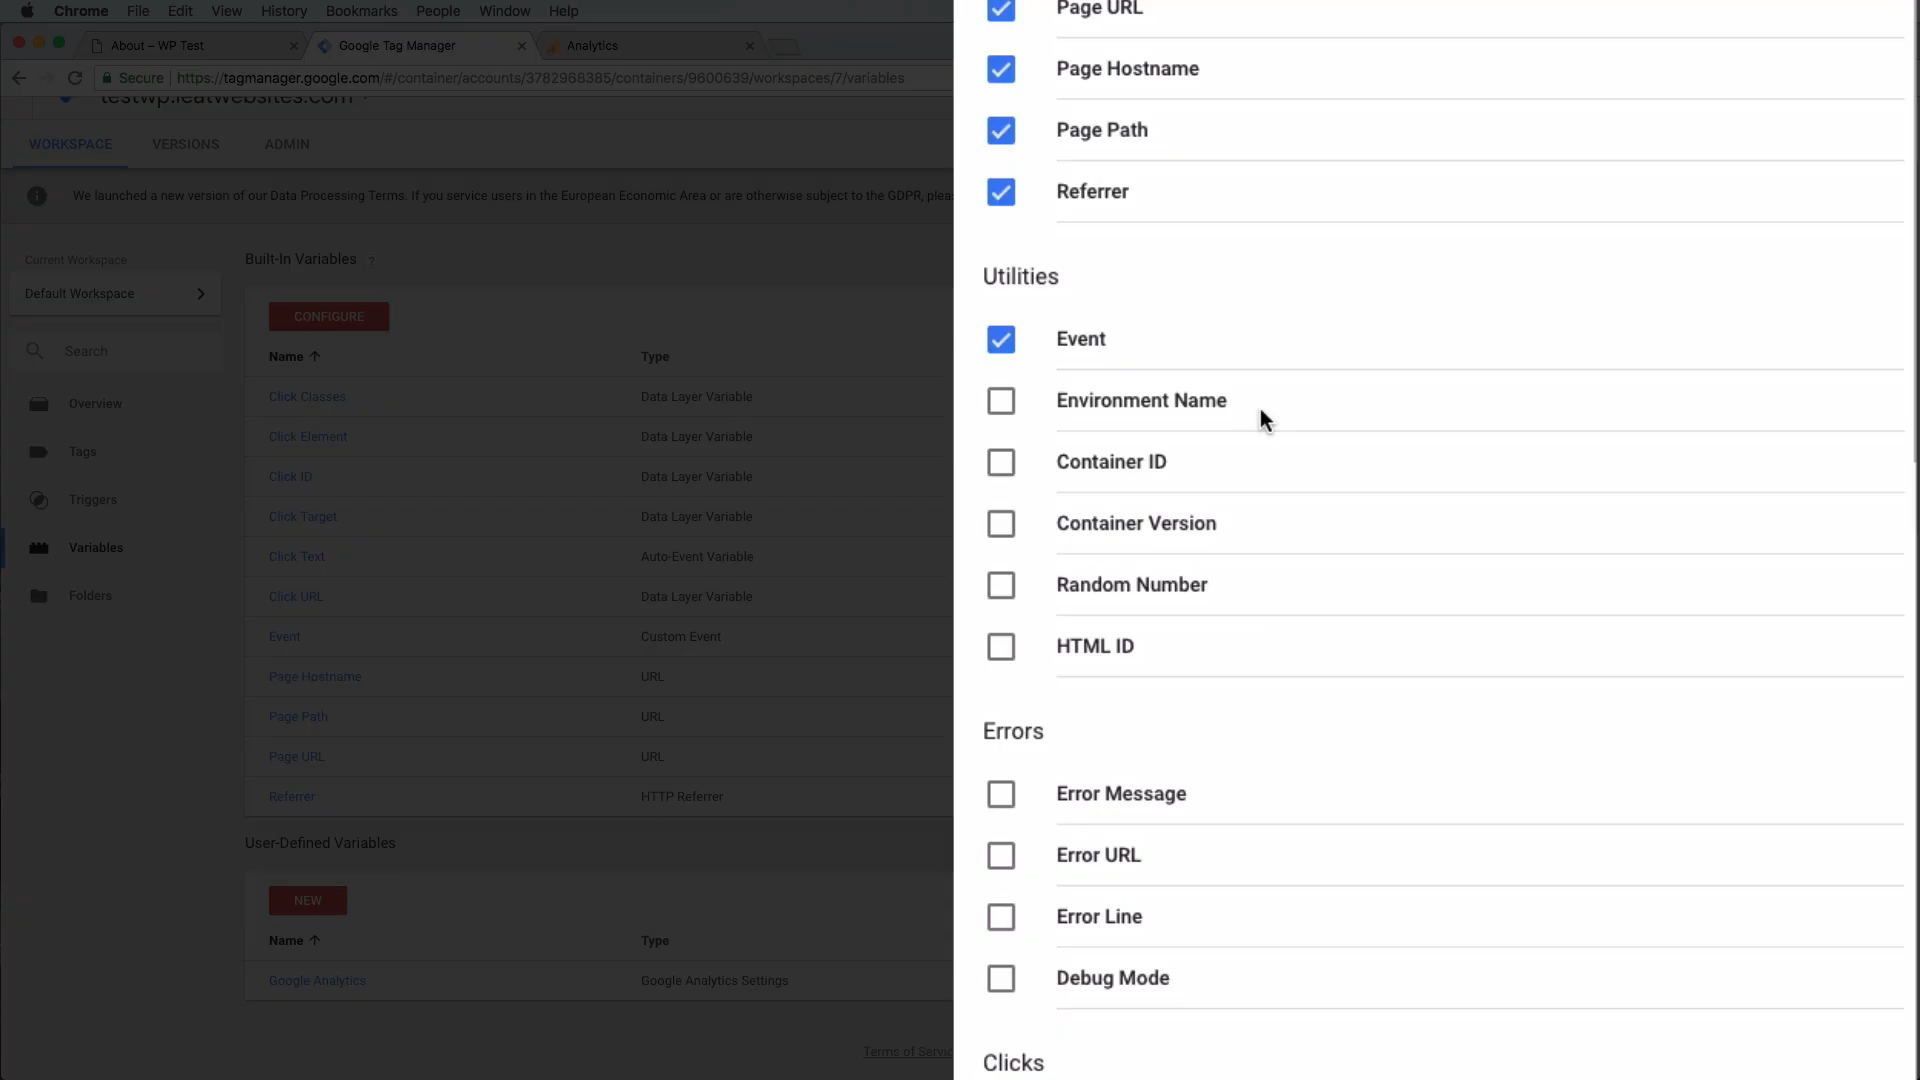 Chrome File Edit View History Bookmarks People Window Help
About – WP Test
Google Tag Manager
Analytics
Secure https://tagmanager.google.com/#/container/accounts/3782968385/containers/9600639/workspaces/7/variables
testwp.leatwebsites.com
WORKSPACE VERSIONS ADMIN
We launched a new version of our Data Processing Terms. If you service users in the European Economic Area or are otherwise subject to the GDPR,
Current Workspace
Default Workspace
Search
Overview
Tags
Triggers
Variables
Folders
Built-In Variables ?
CONFIGURE
Name Type
Click Classes Data Layer Variable
Click Element Data Layer Variable
Click ID Data Layer Variable
Click Target Data Layer Variable
Click Text Auto-Event Variable
Click URL Data Layer Variable
Event Custom Event
Page Hostname URL
Page Path URL
Page URL URL
Referrer HTTP Referrer
User-Defined Variables
NEW
Name Type
Google Analytics Google Analytics Settings
Terms of
Page URL
Page Hostname
Page Path
Referrer
Utilities
Event
Environment Name
Container ID
Container Version
Random Number
HTML ID
Errors
Error Message
Error URL
Error Line
Debug Mode
Clicks